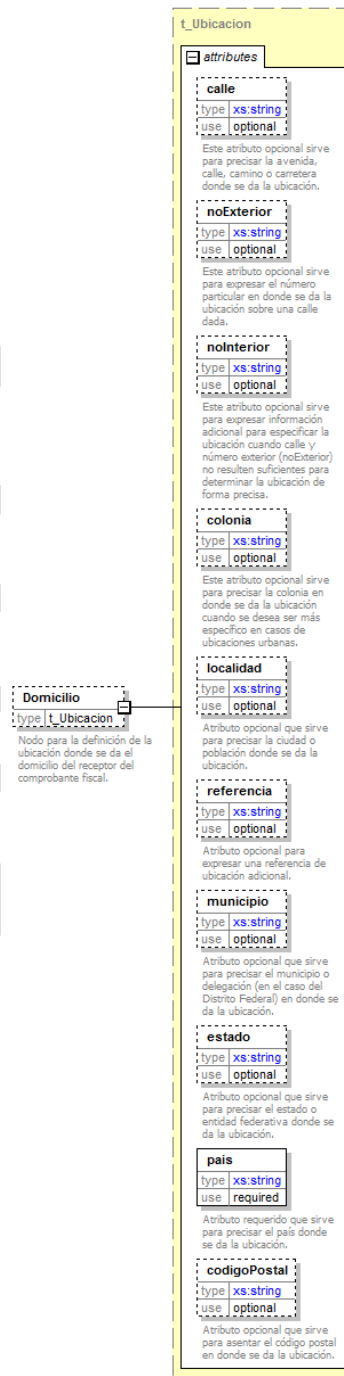 t_Ubicacion
attributes
calle
type xs:string
use optional
Este atributo opcional sirve
para precisar la avenida,
calle, camino o carretera
donde se da la ubicación.
noExterior
type xs:string
use optional
Este atributo opcional sirve
para expresar el número
particular en donde se da la
ubicación sobre una calle
dada.
noInterior
type xs:string
use optional
Este atributo opcional sirve
para expresar información
adicional para especificar la
ubicación cuando calle y
número exterior (noExterior)
no resulten suficientes para
determinar la ubicación de
forma precisa.
colonia
type xs:string
use optional
Este atributo opcional sirve
para precisar la colonia en
donde se da la ubicación
cuando se desea ser más
específico en casos de
ubicaciones urbanas.
localidad
type xs:string
use optional
Atributo opcional que sirve
para precisar la ciudad o
población donde se da la
ubicación.
Domicilio
type t_Ubicacion
Nodo para la definición de la
ubicación donde se da el
domicilio del receptor del
comprobante fiscal.
referencia
type xs:string
use optional
Atributo opcional para
expresar una referencia de
ubicación adicional.
municipio
type xs:string
use optional
Atributo opcional que sirve
para precisar el municipio o
delegación (en el caso del
Distrito Federal) en donde se
da la ubicación.
estado
type xs:string
use optional
Atributo opcional que sirve
para precisar el estado o
entidad federativa donde se
da la ubicación.
pais
type xs:string
use required
Atributo requerido que sirve
para precisar el país donde
se da la ubicación.
codigoPostal
type xs:string
use optional
Atributo opcional que sirve
para asentar el código postal
en donde se da la ubicación.